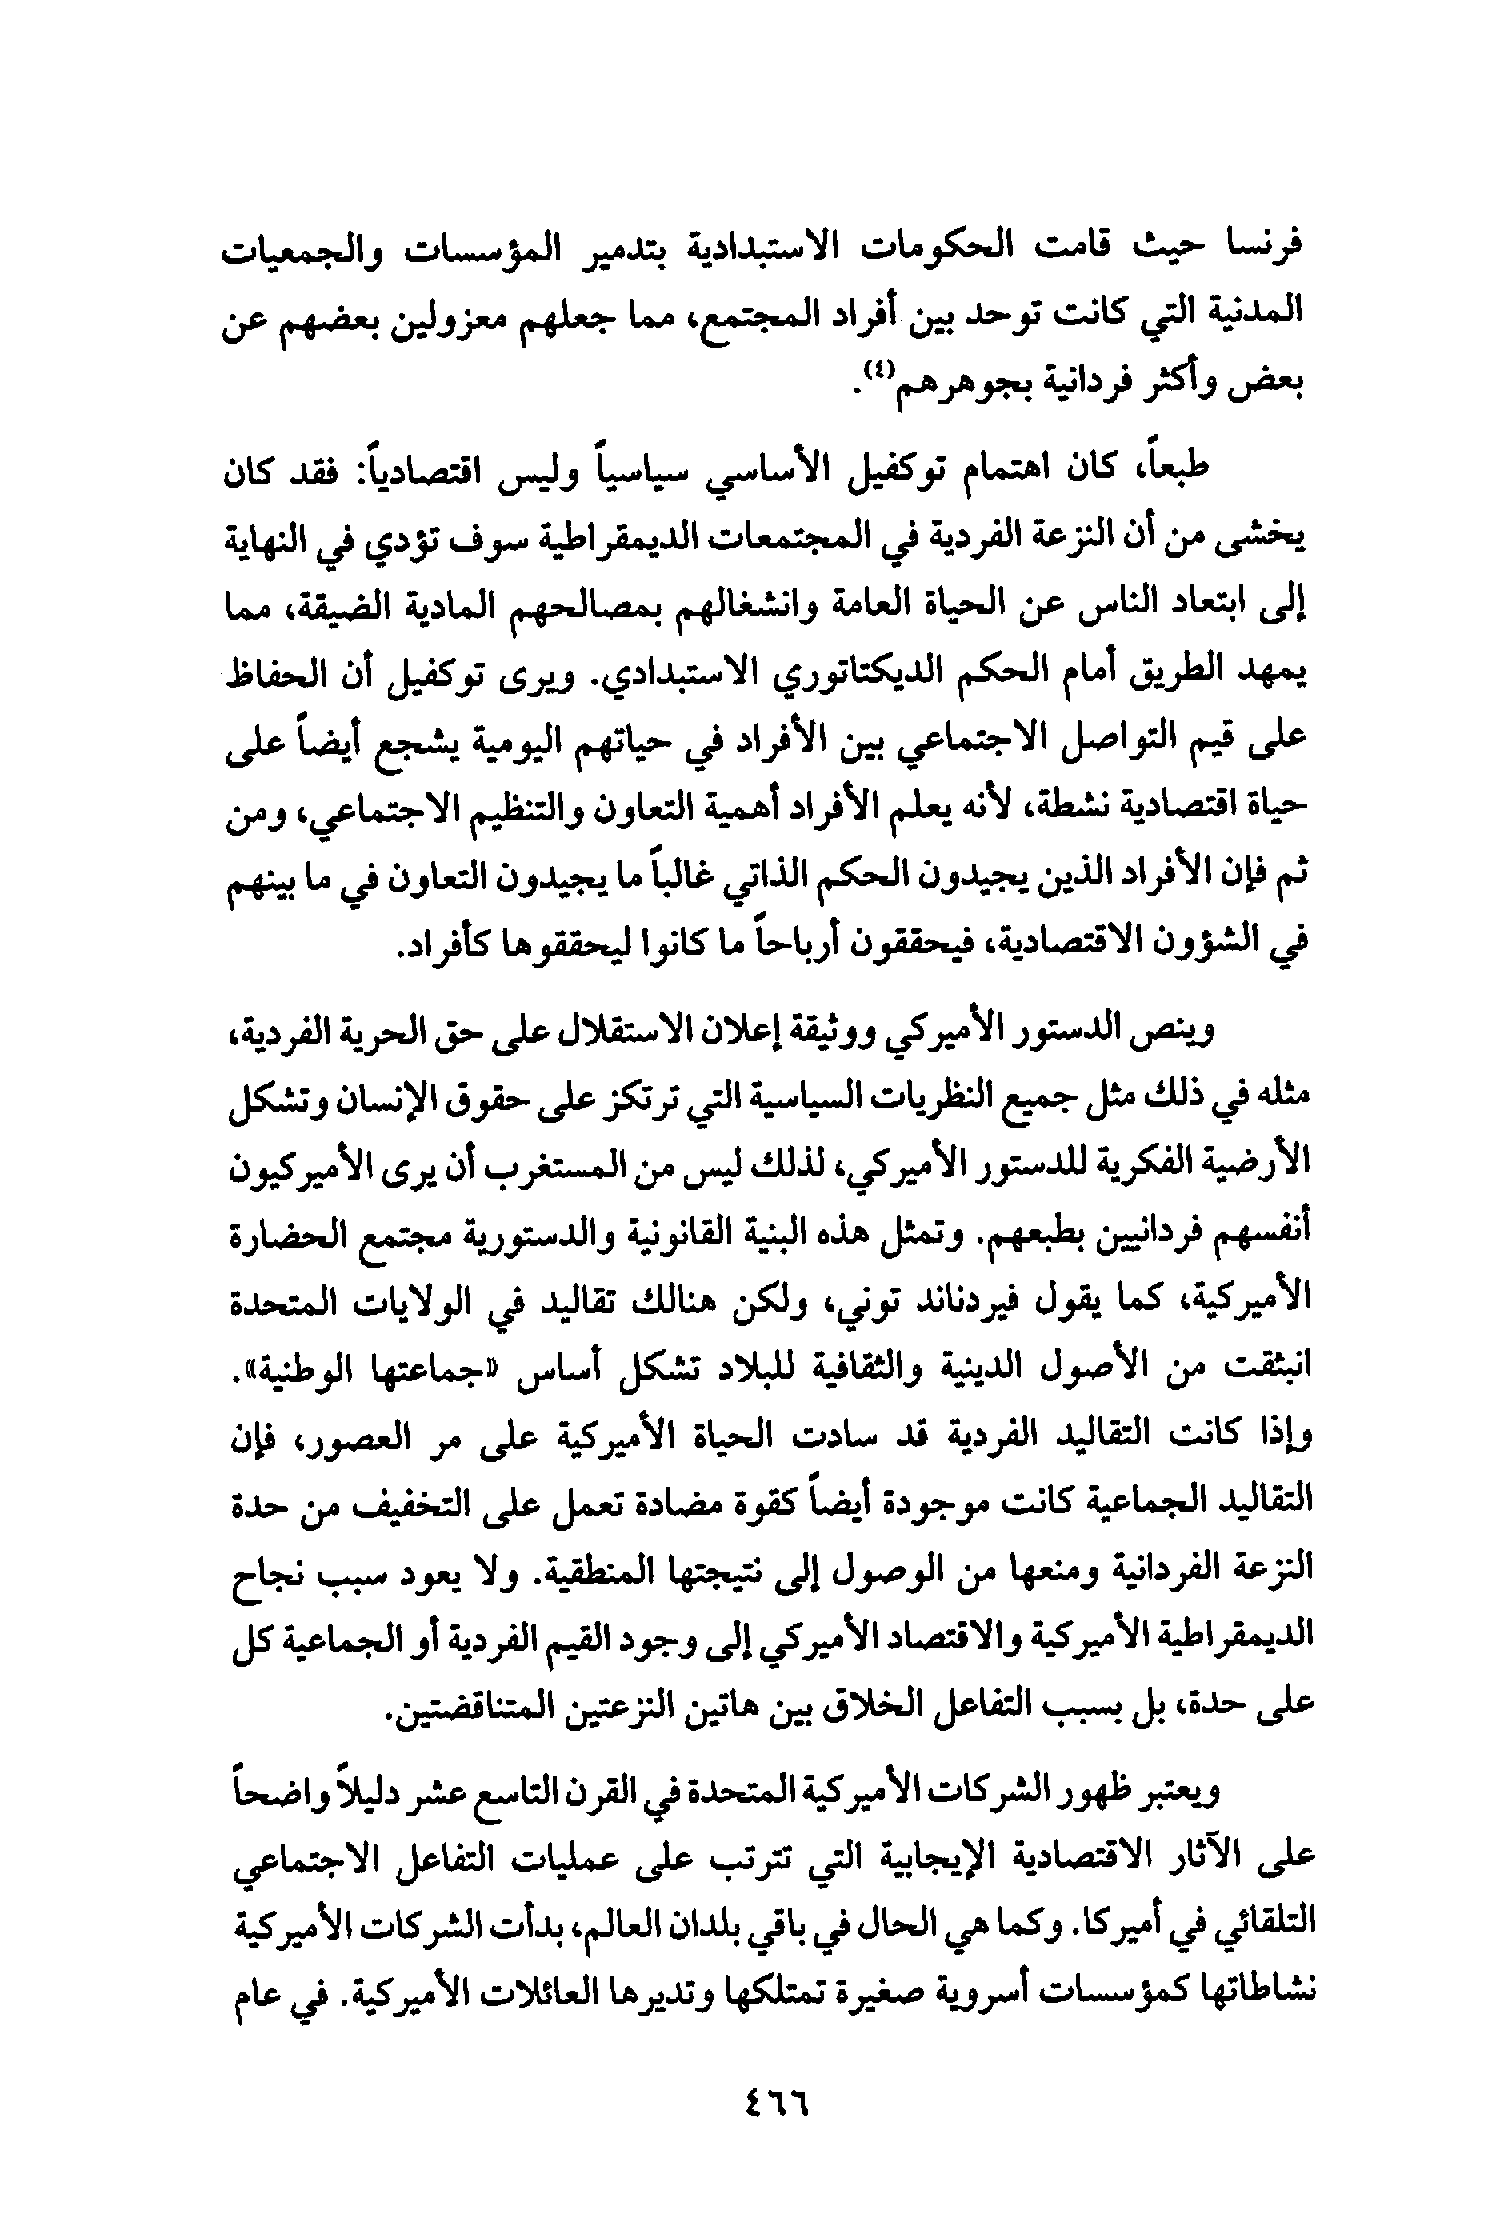 فرنسا حيث قامت الحكومات الاستبدادية بتدمير المؤسسات والجمعيات
المدنية التي كانت توحد بين أفراد المجتمع، مما جعلهم معزولين بعضهم عن
بعض وأكثر فردانية بجوهرهم(٤).
طبعاً، كان اهتمام توكفيل الأساسي سياسياً وليس اقتصادياً: فقد كان
يخشى من أن النزعة الفردية في المجتمعات الديمقراطية سوف تؤدي في النهاية
إلى ابتعاد الناس عن الحياة العامة وانشغالهم بمصالحهم المادية الضيقة، مما
يمهد الطريق أمام الحكم الديكتاتوري الاستبدادي. ويرى توكفيل أن الحفاظ
على قيم التواصل الاجتماعي بين الأفراد في حياتهم اليومية يشجع أيضاً على
حياة اقتصادية نشطة، لأنه يعلم الأفراد أهمية التعاون والتنظيم الاجتماعي، ومن
ثم فإن الأفراد الذين يجيدون الحكم الذاتي غالباً ما يجيدون التعاون في ما بينهم
في الشؤون الاقتصادية، فيحققون أرباحاً ما كانوا ليحققوها كأفراد.
وينص الدستور الأميركي ووثيقة إعلان الاستقلال على حق الحرية الفردية،
مثله في ذلك مثل جميع النظريات السياسية التي ترتكز على حقوق الإنسان وتشكل
الأرضية الفكرية للدستور الأميركي، لذلك ليس من المستغرب أن يرى الأميركيون
أنفسهم فردانيين بطبعهم. وتمثل هذه البنية القانونية والدستورية مجتمع الحضارة
الأميركية، كما يقول فيردناند توني، ولكن هنالك تقاليد في الولايات المتحدة
انبثقت من الأصول الدينية والثقافية للبلاد تشكل أساس «جماعتها الوطنية».
وإذا كانت التقاليد الفردية قد سادت الحياة الأميركية على مر العصور، فإن
التقاليد الجماعية كانت موجودة أيضاً كقوة مضادة تعمل على التخفيف من حدة
النزعة الفردانية ومنعها من الوصول إلى نتيجتها المنطقية. ولا يعود سبب نجاح
الديمقراطية الأميركية والاقتصاد الأميركي إلى وجود القيم الفردية أو الجماعية كل
على حدة، بل بسبب التفاعل الخلاق بين هاتين النزعتين المتناقضتين.
ويعتبر ظهور الشركات الأميركية المتحدة في القرن التاسع عشر دليلاً واضحاً
على الآثار الاقتصادية الإيجابية التي تترتب على عمليات التفاعل الاجتماعي
التلقائي في أميركا. وكما هي الحال في باقي بلدان العالم، بدأت الشركات الأميركية
نشاطاتها كمؤسسات أسروية صغيرة تمتلكها وتديرها العائلات الأميركية. في عام
٤٦٦